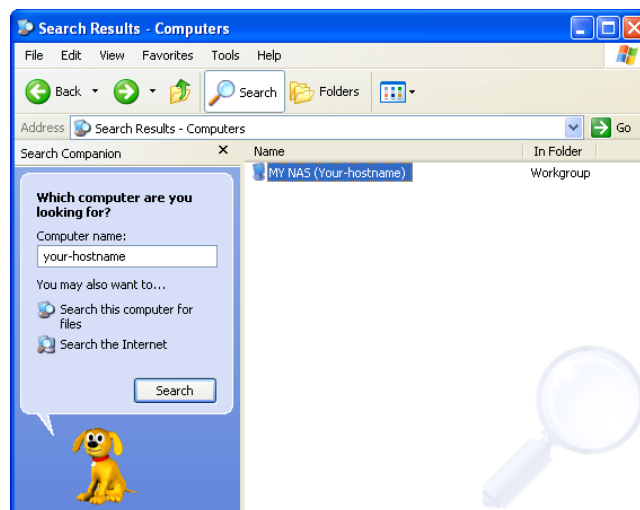 Search Results - Computers
File Edit View Favorites Tools Help
Back Search Folders
Address Search Results - Computers Go
Search Companion X Name In Folder
MY NAS (Your-hostname) Workgroup
Which computer are you
looking for?
Computer name:
your-hostname
You may also want to...
Search this computer for
files
Search the Internet
Search